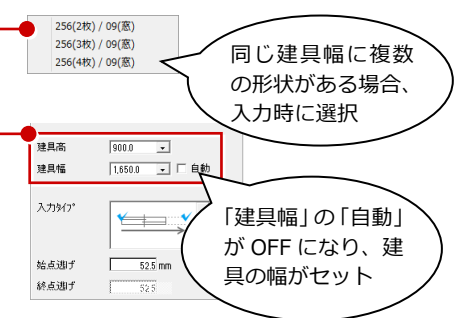 256(2枚) / 09(窓)
256(3枚) / 09(窓)
256(4枚) / 09(窓)
同じ建具幅に複数
の形状がある場合、
入力時に選択
建具高 900.0
建具幅 1,650.0 自動
入力ﾀｲﾌﾟ
始点逃げ 52.5 mm
終点逃げ 52.5
「建具幅」の「自動」
が OFF になり、建
具の幅がセット